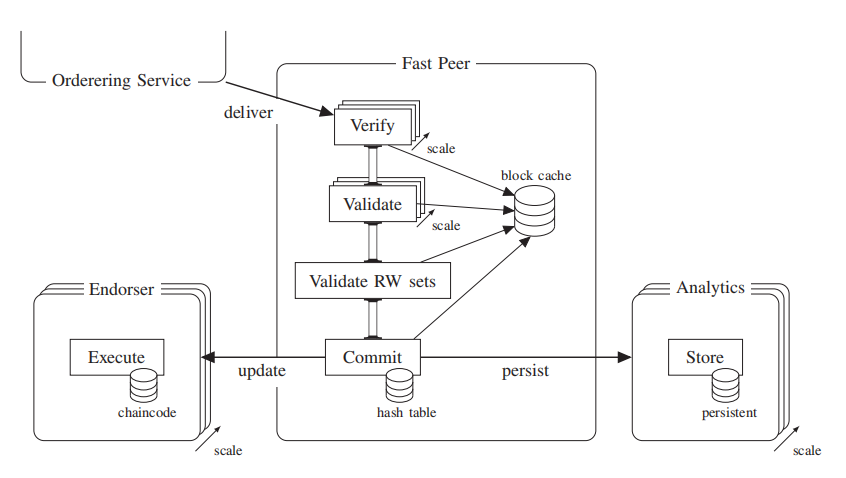 Fast Peer
Orderering Service
deliver
Verify
scale
block cache
Validate
scale
Validate RW sets
Endorser
Analytics
Execute
Commit
Store
update
persist
chaincode
hash table
persistent
scale
scale